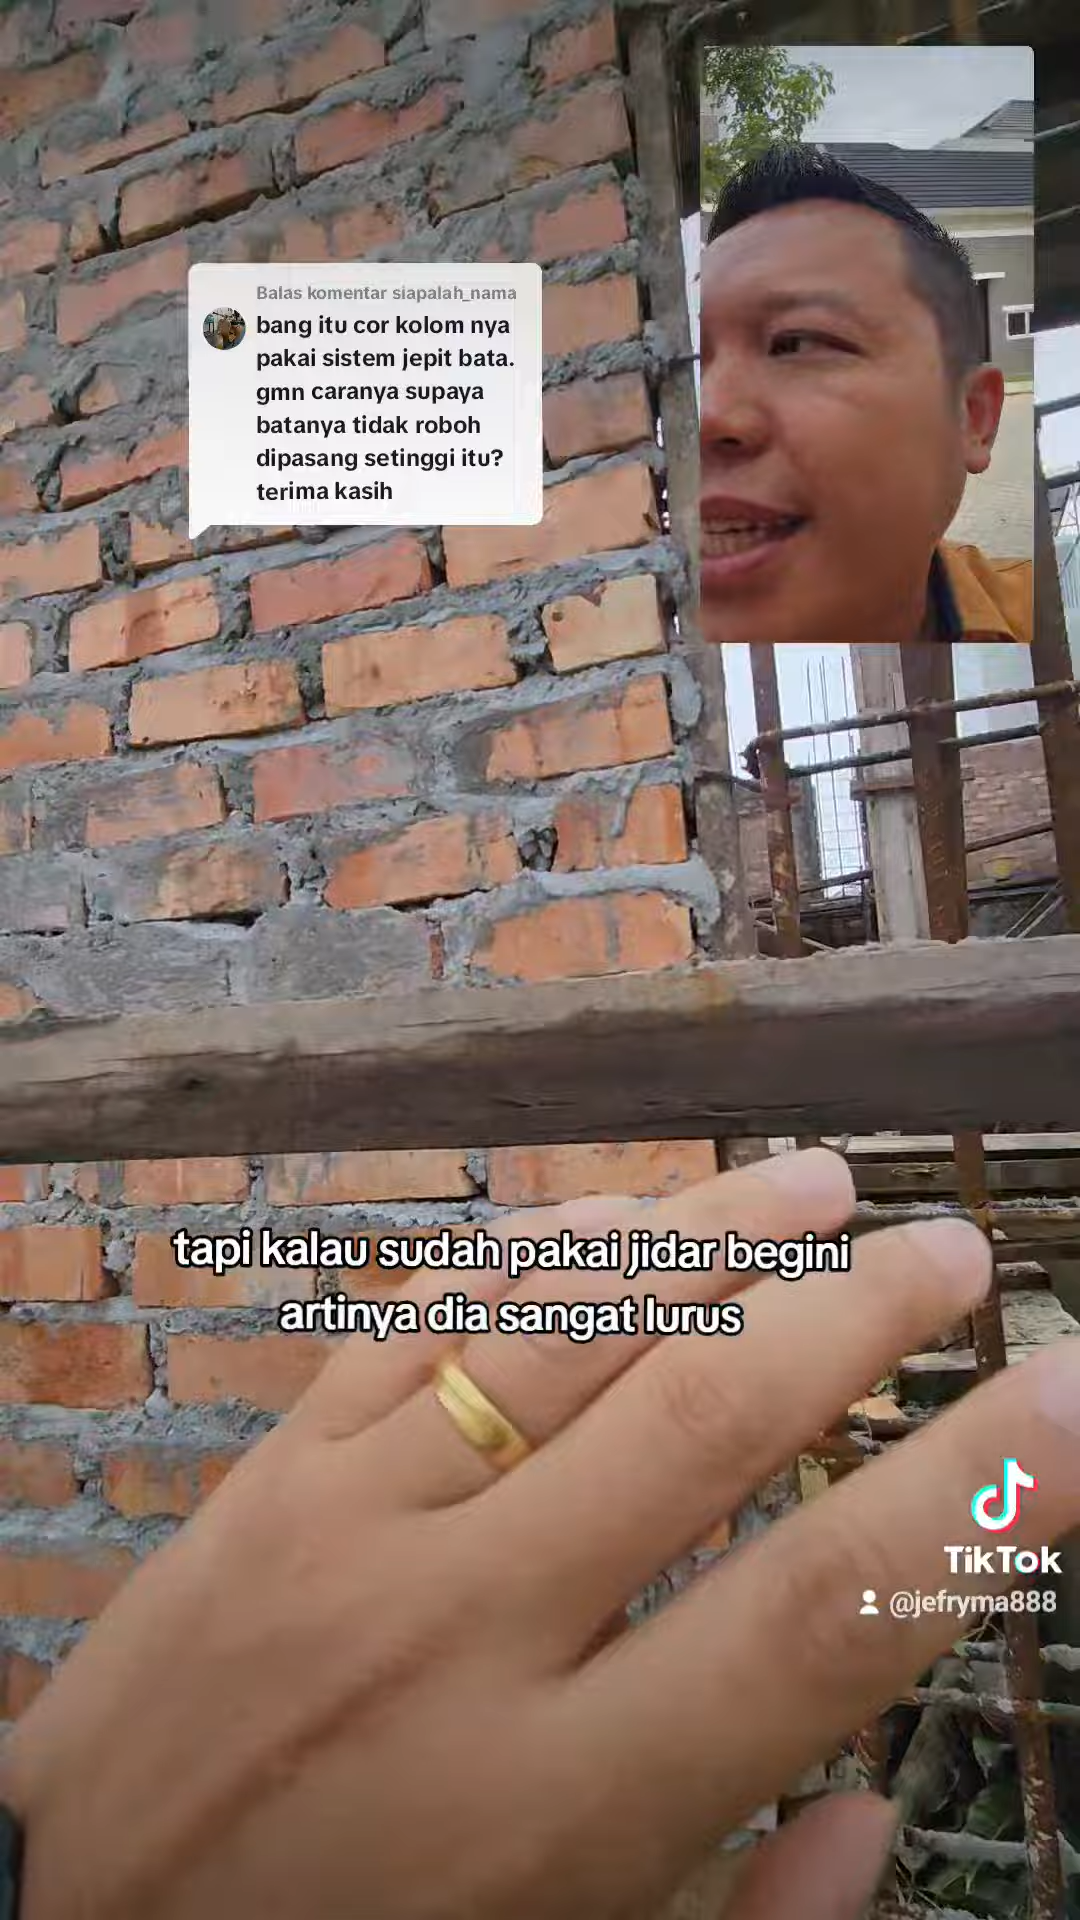 Balas komentar siapalah_nama
bang itu cor kolom nya
pakai sistem jepit bata.
gmn caranya supaya
batanya tidak roboh
dipasang setinggi itu?
terima kasih
tapi kalau sudah pakai jidar begini
artinya dia sangat lurus
TikTok
@jefryma888